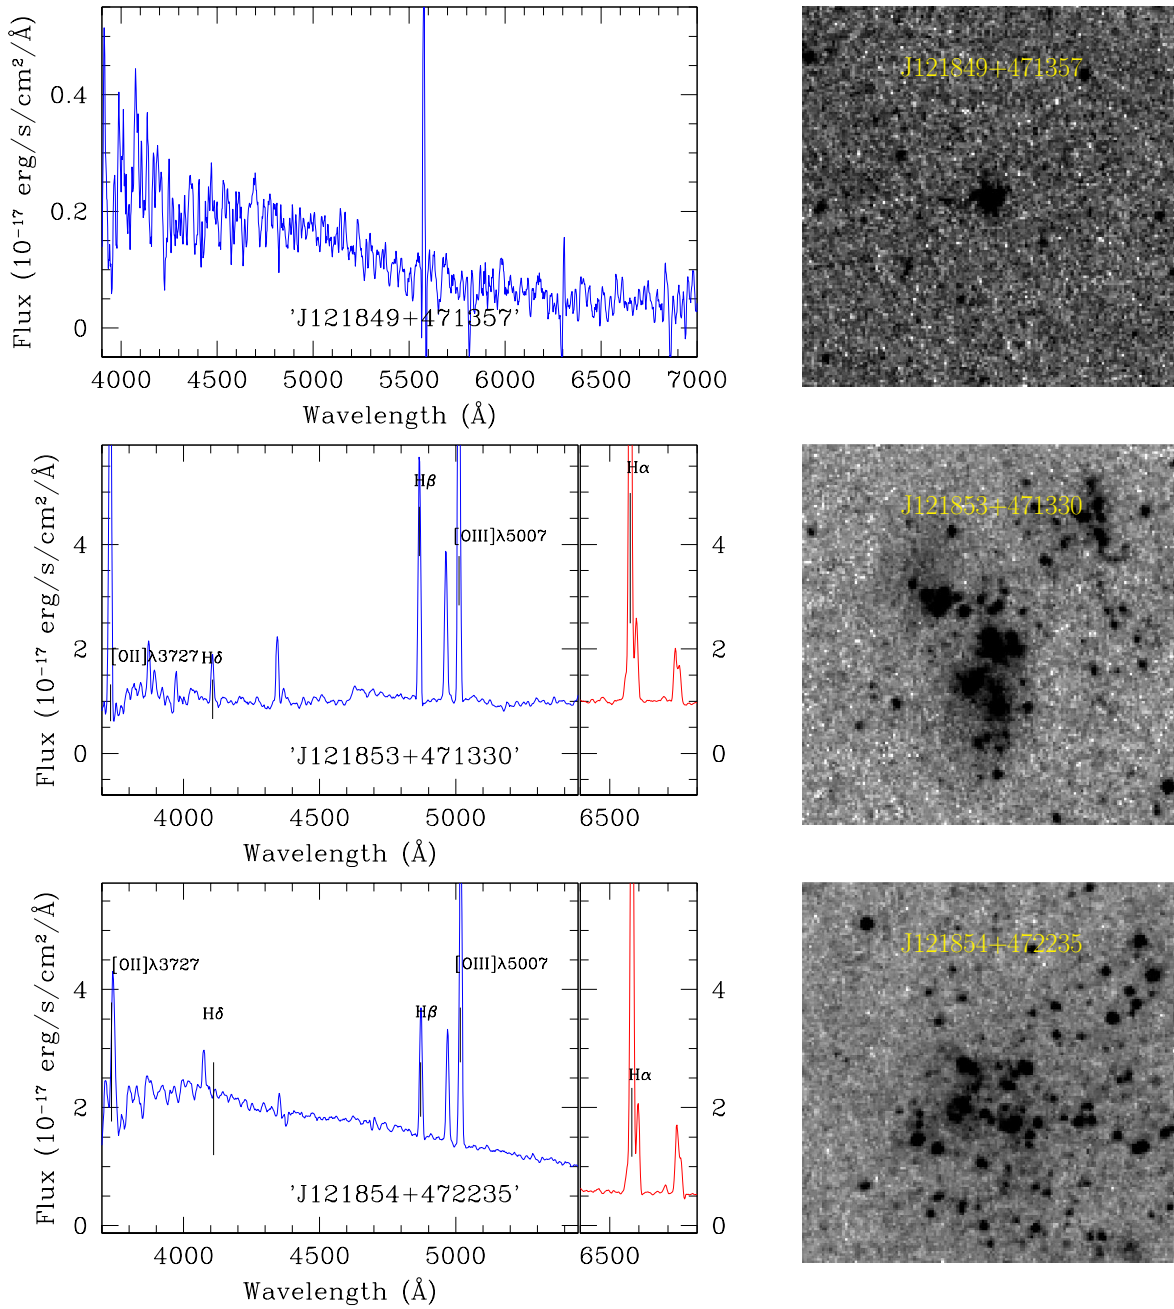 Flux (10⁻¹⁷ erg/s/cm²/Å)
0.4
0.2
0
'J121849+471357'
4000 4500 5000 5500 6000 6500 7000
Wavelength (Å)
J121849+471357
Flux (10⁻¹⁷ erg/s/cm²/Å)
4
2
0
[OII]λ3727
Hδ
Hβ
[OIII]λ5007
Hα
4
2
0
'J121853+471330'
4000 4500 5000 6500
Wavelength (Å)
J121853+471330
Flux (10⁻¹⁷ erg/s/cm²/Å)
4
2
0
[OII]λ3727
Hδ
Hβ
[OIII]λ5007
Hα
4
2
0
'J121854+472235'
4000 4500 5000 6500
Wavelength (Å)
J121854+472235